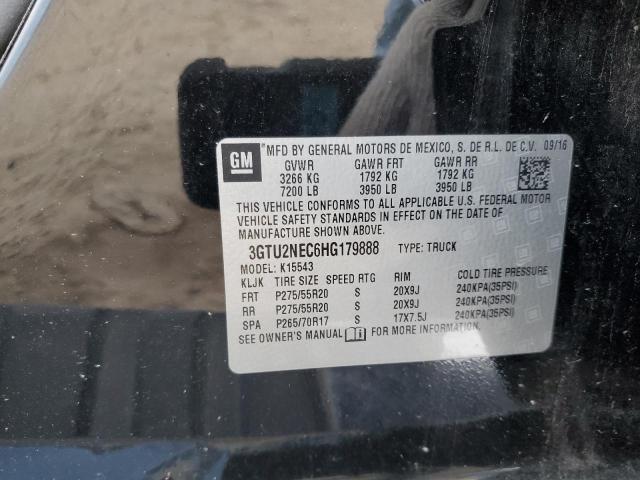 GM
MFD BY GENERAL MOTORS DE MEXICO, S. DE R.L. DE C.V. 09/16
GVWR GAWR FRT GAWR RR
3266 KG 1792 KG 1792 KG
7200 LB 3950 LB 3950 LB
THIS VEHICLE CONFORMS TO ALL APPLICABLE U.S. FEDERAL MOTOR
VEHICLE SAFETY STANDARDS IN EFFECT ON THE DATE OF
MANUFACTURE SHOWN ABOVE.
3GTU2NEC6HG179888 TYPE: TRUCK
MODEL: K15543
KLJK TIRE SIZE SPEED RTG RIM COLD TIRE PRESSURE
FRT P275/55R20 S 20X9J 240KPA(35PSI)
RR P275/55R20 S 20X9J 240KPA(35PSI)
SPA P265/70R17 S 17X7.5J 240KPA(35PSI)
SEE OWNER'S MANUAL FOR MORE INFORMATION.